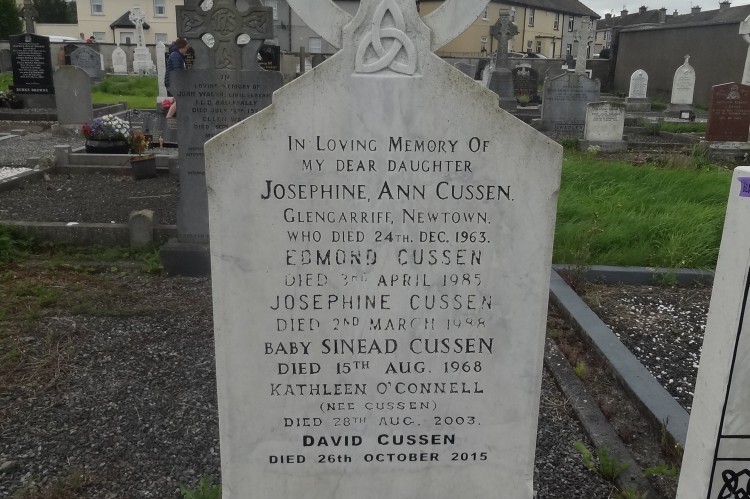 In Loving Memory Of
my dear daughter
Josephine, Ann Cussen.
Glengarriff, Newtown.
who died 24th. Dec. 1963.
Edmond Cussen
Died 3rd April 1985
Josephine Cussen
Died 2nd March 1988
Baby Sinead Cussen
Died 15th Aug. 1968
Kathleen O'Connell
(nee Cussen)
Died 28th Aug. 2003.
David Cussen
Died 26th October 2015